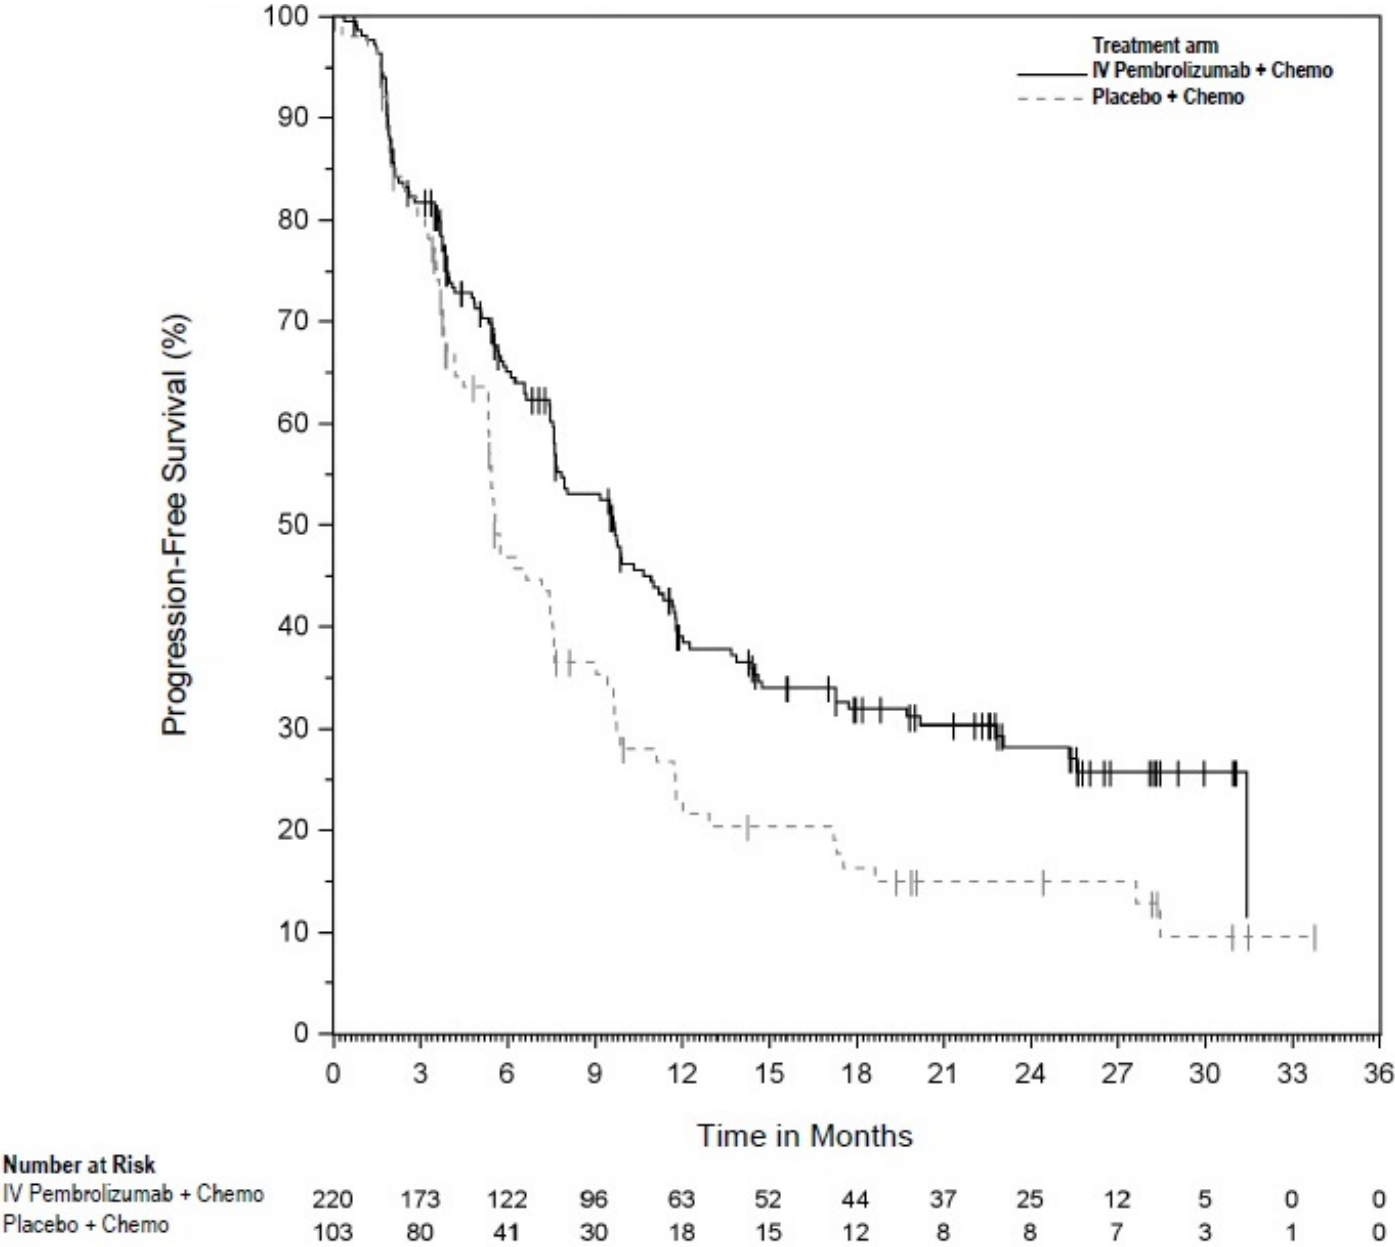 100
90
80
70
60
50
40
30
20
10
0
Progression-Free Survival (%)
Treatment arm
IV Pembrolizumab + Chemo
Placebo + Chemo
0 3 6 9 12 15 18 21 24 27 30 33 36
Time in Months
Number at Risk
IV Pembrolizumab + Chemo 220 173 122 96 63 52 44 37 25 12 5 0 0
Placebo + Chemo 103 80 41 30 18 15 12 8 8 7 3 1 0